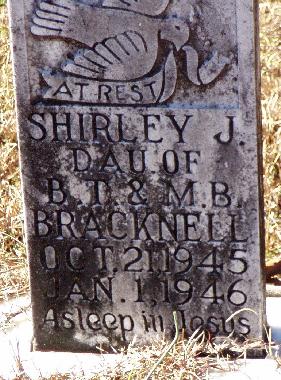 AT REST
SHIRLEY J.
DAU OF
B.T. & M.B.
BRACKNELL
OCT. 21, 1945
JAN. 1, 1946
Asleep in Jesus